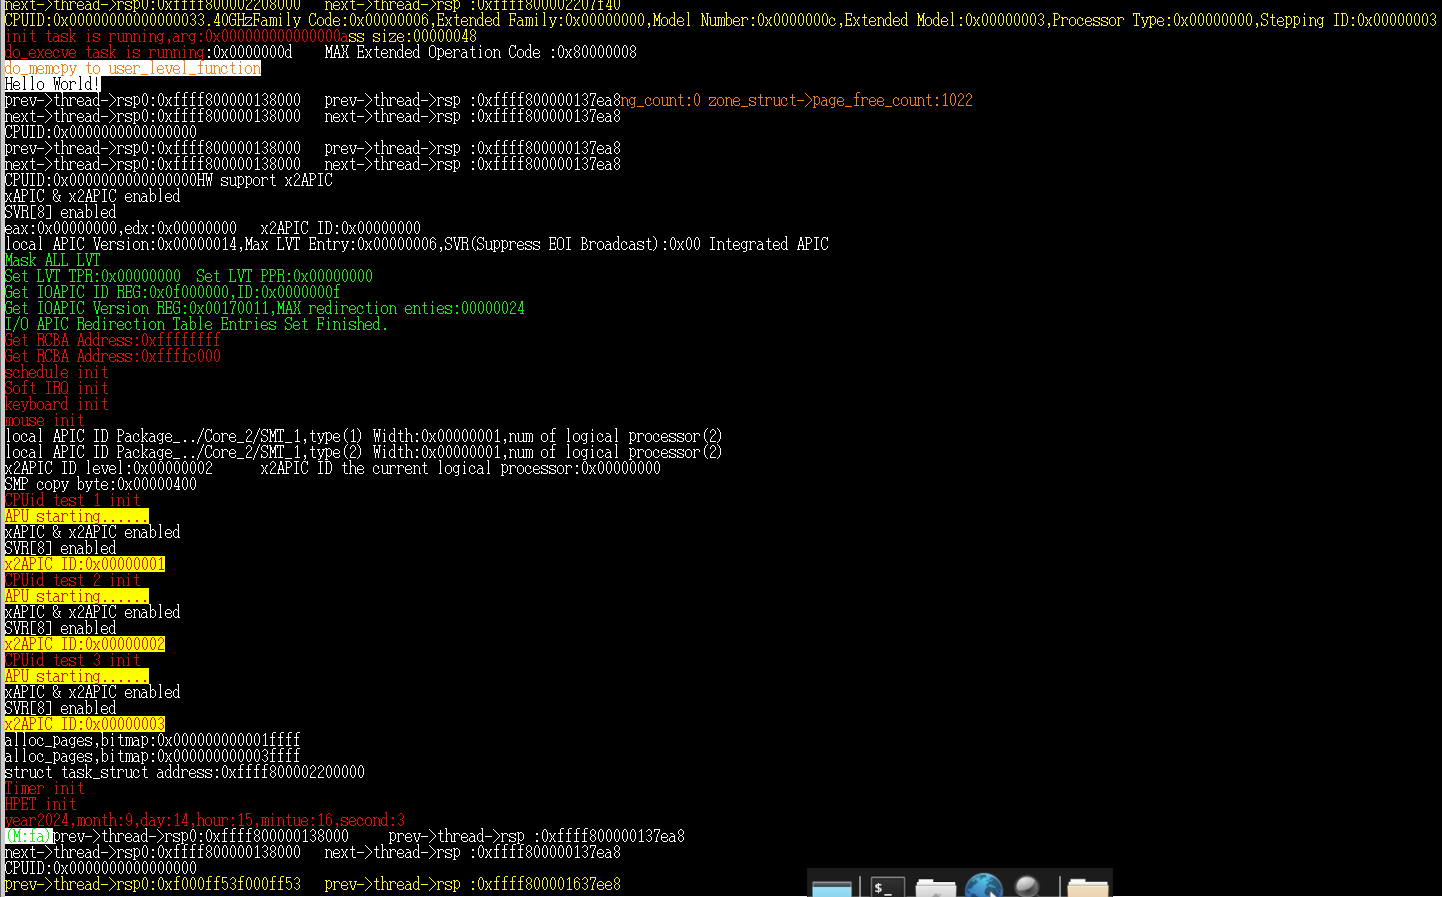 next->thread->rsp0:0xffff800002208000   next->thread->rsp :0xffff800002207f40
CPUID:0x00000000000000033.40GHzFamily Code:0x00000006,Extended Family:0x00000000,Model Number:0x0000000c,Extended Model:0x00000003,Processor Type:0x00000000,Stepping ID:0x00000003
init task is running,arg:0x000000000000000ass size:00000048
do_execve task is running:0x0000000d    MAX Extended Operation Code :0x80000008
do_memcpy to user_level_function
Hello World!
prev->thread->rsp0:0xffff800000138000   prev->thread->rsp :0xffff800000137ea8ng_count:0 zone_struct->page_free_count:1022
next->thread->rsp0:0xffff800000138000   next->thread->rsp :0xffff800000137ea8
CPUID:0x0000000000000000
prev->thread->rsp0:0xffff800000138000   prev->thread->rsp :0xffff800000137ea8
next->thread->rsp0:0xffff800000138000   next->thread->rsp :0xffff800000137ea8
CPUID:0x0000000000000000HW support x2APIC
xAPIC & x2APIC enabled
SVR[8] enabled
eax:0x00000000,edx:0x00000000   x2APIC ID:0x00000000
local APIC Version:0x00000014,Max LVT Entry:0x00000006,SVR(Suppress EOI Broadcast):0x00 Integrated APIC
Mask ALL LVT
Set LVT TPR:0x00000000  Set LVT PPR:0x00000000
Get IOAPIC ID REG:0x0f000000,ID:0x0000000f
Get IOAPIC Version REG:0x00170011,MAX redirection enties:00000024
I/O APIC Redirection Table Entries Set Finished.
Get RCBA Address:0xffffffff
Get RCBA Address:0xffffc000
schedule init
Soft IRQ init
keyboard init
mouse init
local APIC ID Package_../Core_2/SMT_1,type(1) Width:0x00000001,num of logical processor(2)
local APIC ID Package_../Core_2/SMT_1,type(2) Width:0x00000001,num of logical processor(2)
x2APIC ID level:0x00000002      x2APIC ID the current logical processor:0x00000000
SMP copy byte:0x00000400
CPUid test 1 init
APU starting......
xAPIC & x2APIC enabled
SVR[8] enabled
x2APIC ID:0x00000001
CPUid test 2 init
APU starting......
xAPIC & x2APIC enabled
SVR[8] enabled
x2APIC ID:0x00000002
CPUid test 3 init
APU starting......
xAPIC & x2APIC enabled
SVR[8] enabled
x2APIC ID:0x00000003
alloc_pages,bitmap:0x000000000001ffff
alloc_pages,bitmap:0x000000000003ffff
struct task_struct address:0xffff800002200000
Timer init
HPET init
year2024,month:9,day:14,hour:15,mintue:16,second:3
(M:fa)prev->thread->rsp0:0xffff800000138000     prev->thread->rsp :0xffff800000137ea8
next->thread->rsp0:0xffff800000138000   next->thread->rsp :0xffff800000137ea8
CPUID:0x0000000000000000
prev->thread->rsp0:0xf000ff53f000ff53   prev->thread->rsp :0xffff800001637ee8
$_